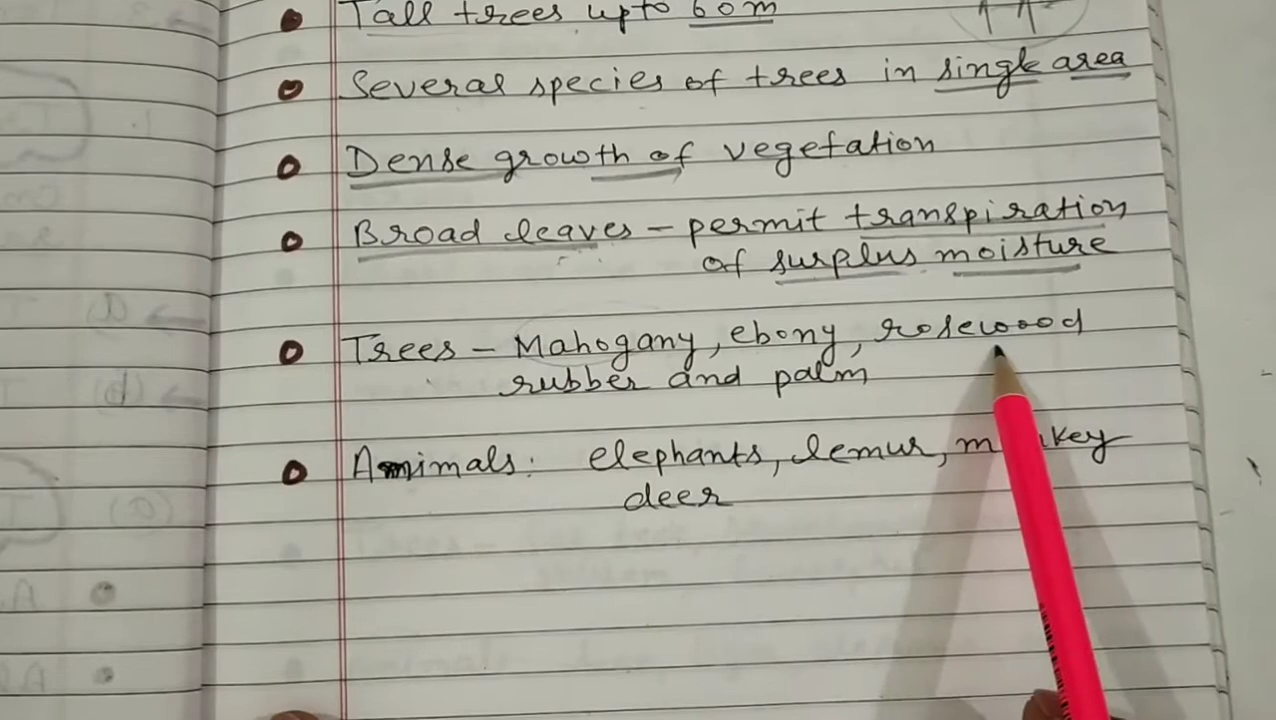 Tall trees upto 60m
Several species of trees in single area
Dense growth of vegetation
Broad leaves - permit transpiration
of surplus moisture
Trees - Mahogany, ebony, rosewood
rubber and palm
Animals: elephants, lemur, monkey
deer